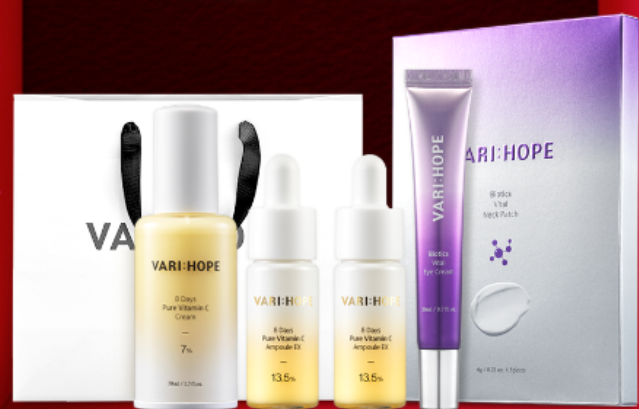 VARI:HOPE
8 Days
Pure Vitamin C
Cream
7%
VARI:HOPE
8 Days
Pure Vitamin C
Ampoule EX
13.5%
VARI:HOPE
8 Days
Pure Vitamin C
Ampoule EX
13.5%
VARI:HOPE
Biotics
Vital
Eye Cream
ARI:HOPE
Biotics
Vital
Neck Patch